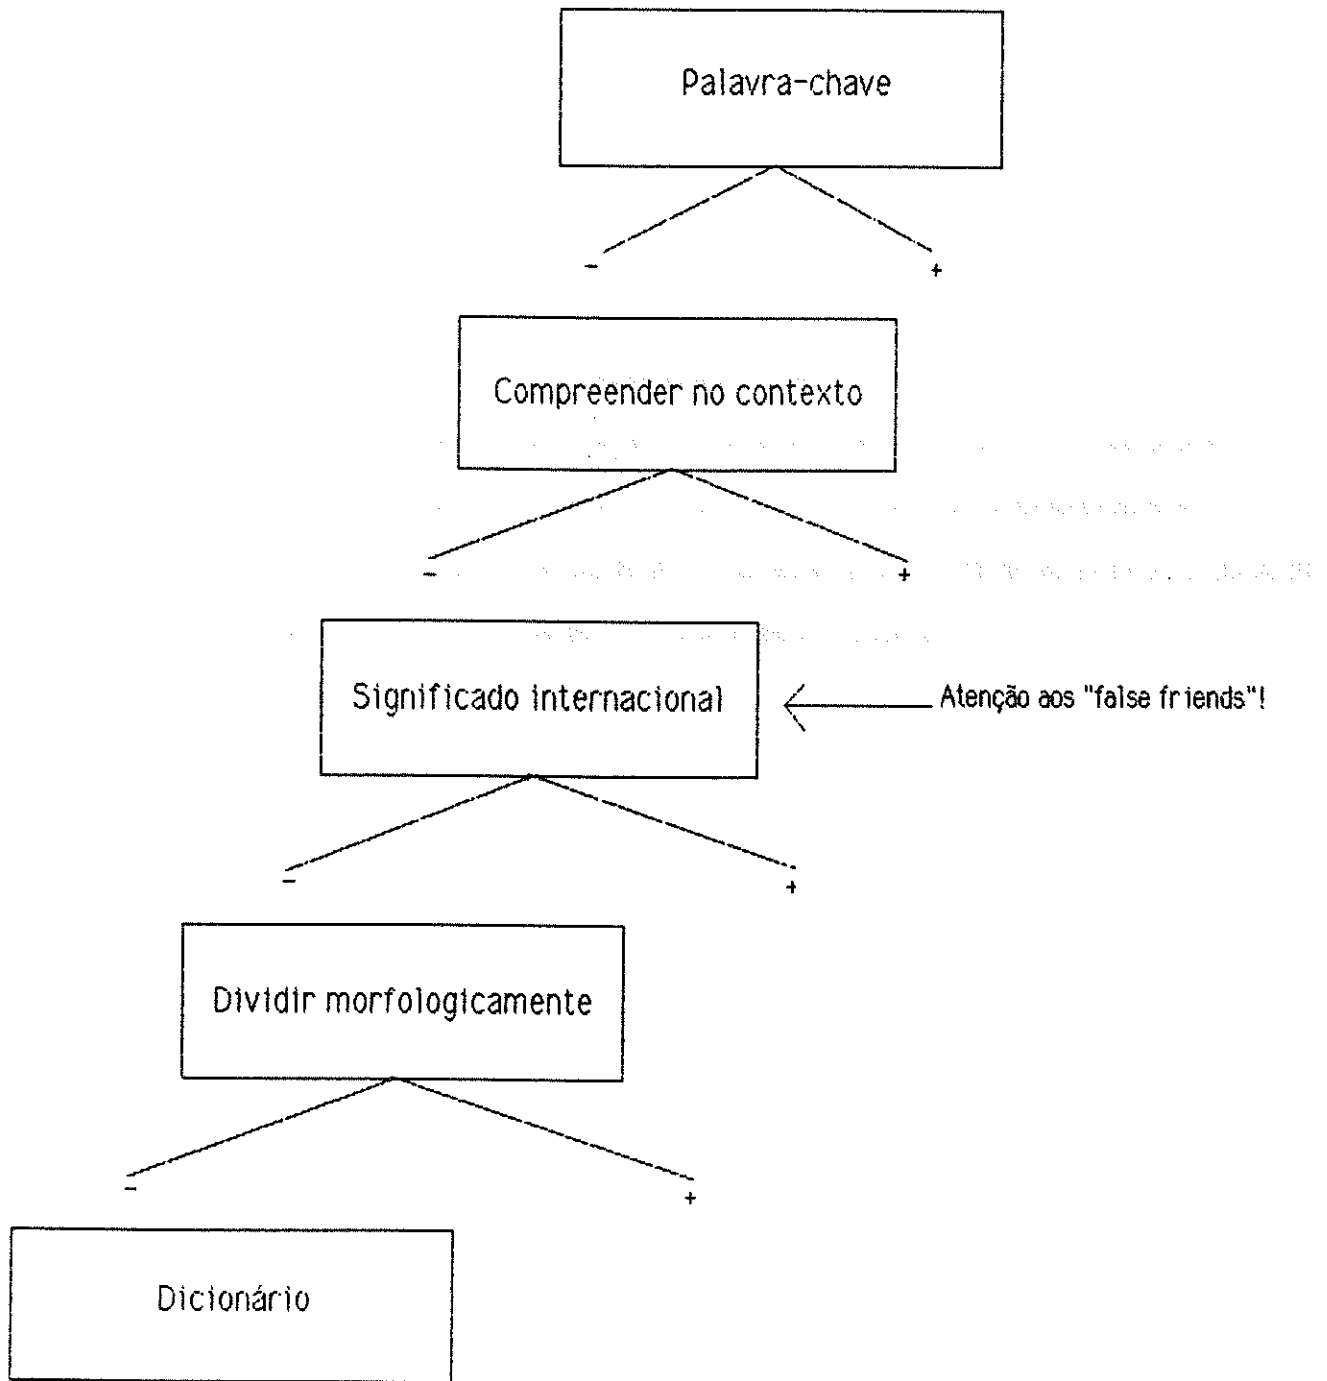 Palavra-chave
-
+
Compreender no contexto
-
+
Significado internacional
Atenção aos "false friends"!
-
+
Dividir morfologicamente
-
+
Dicionário